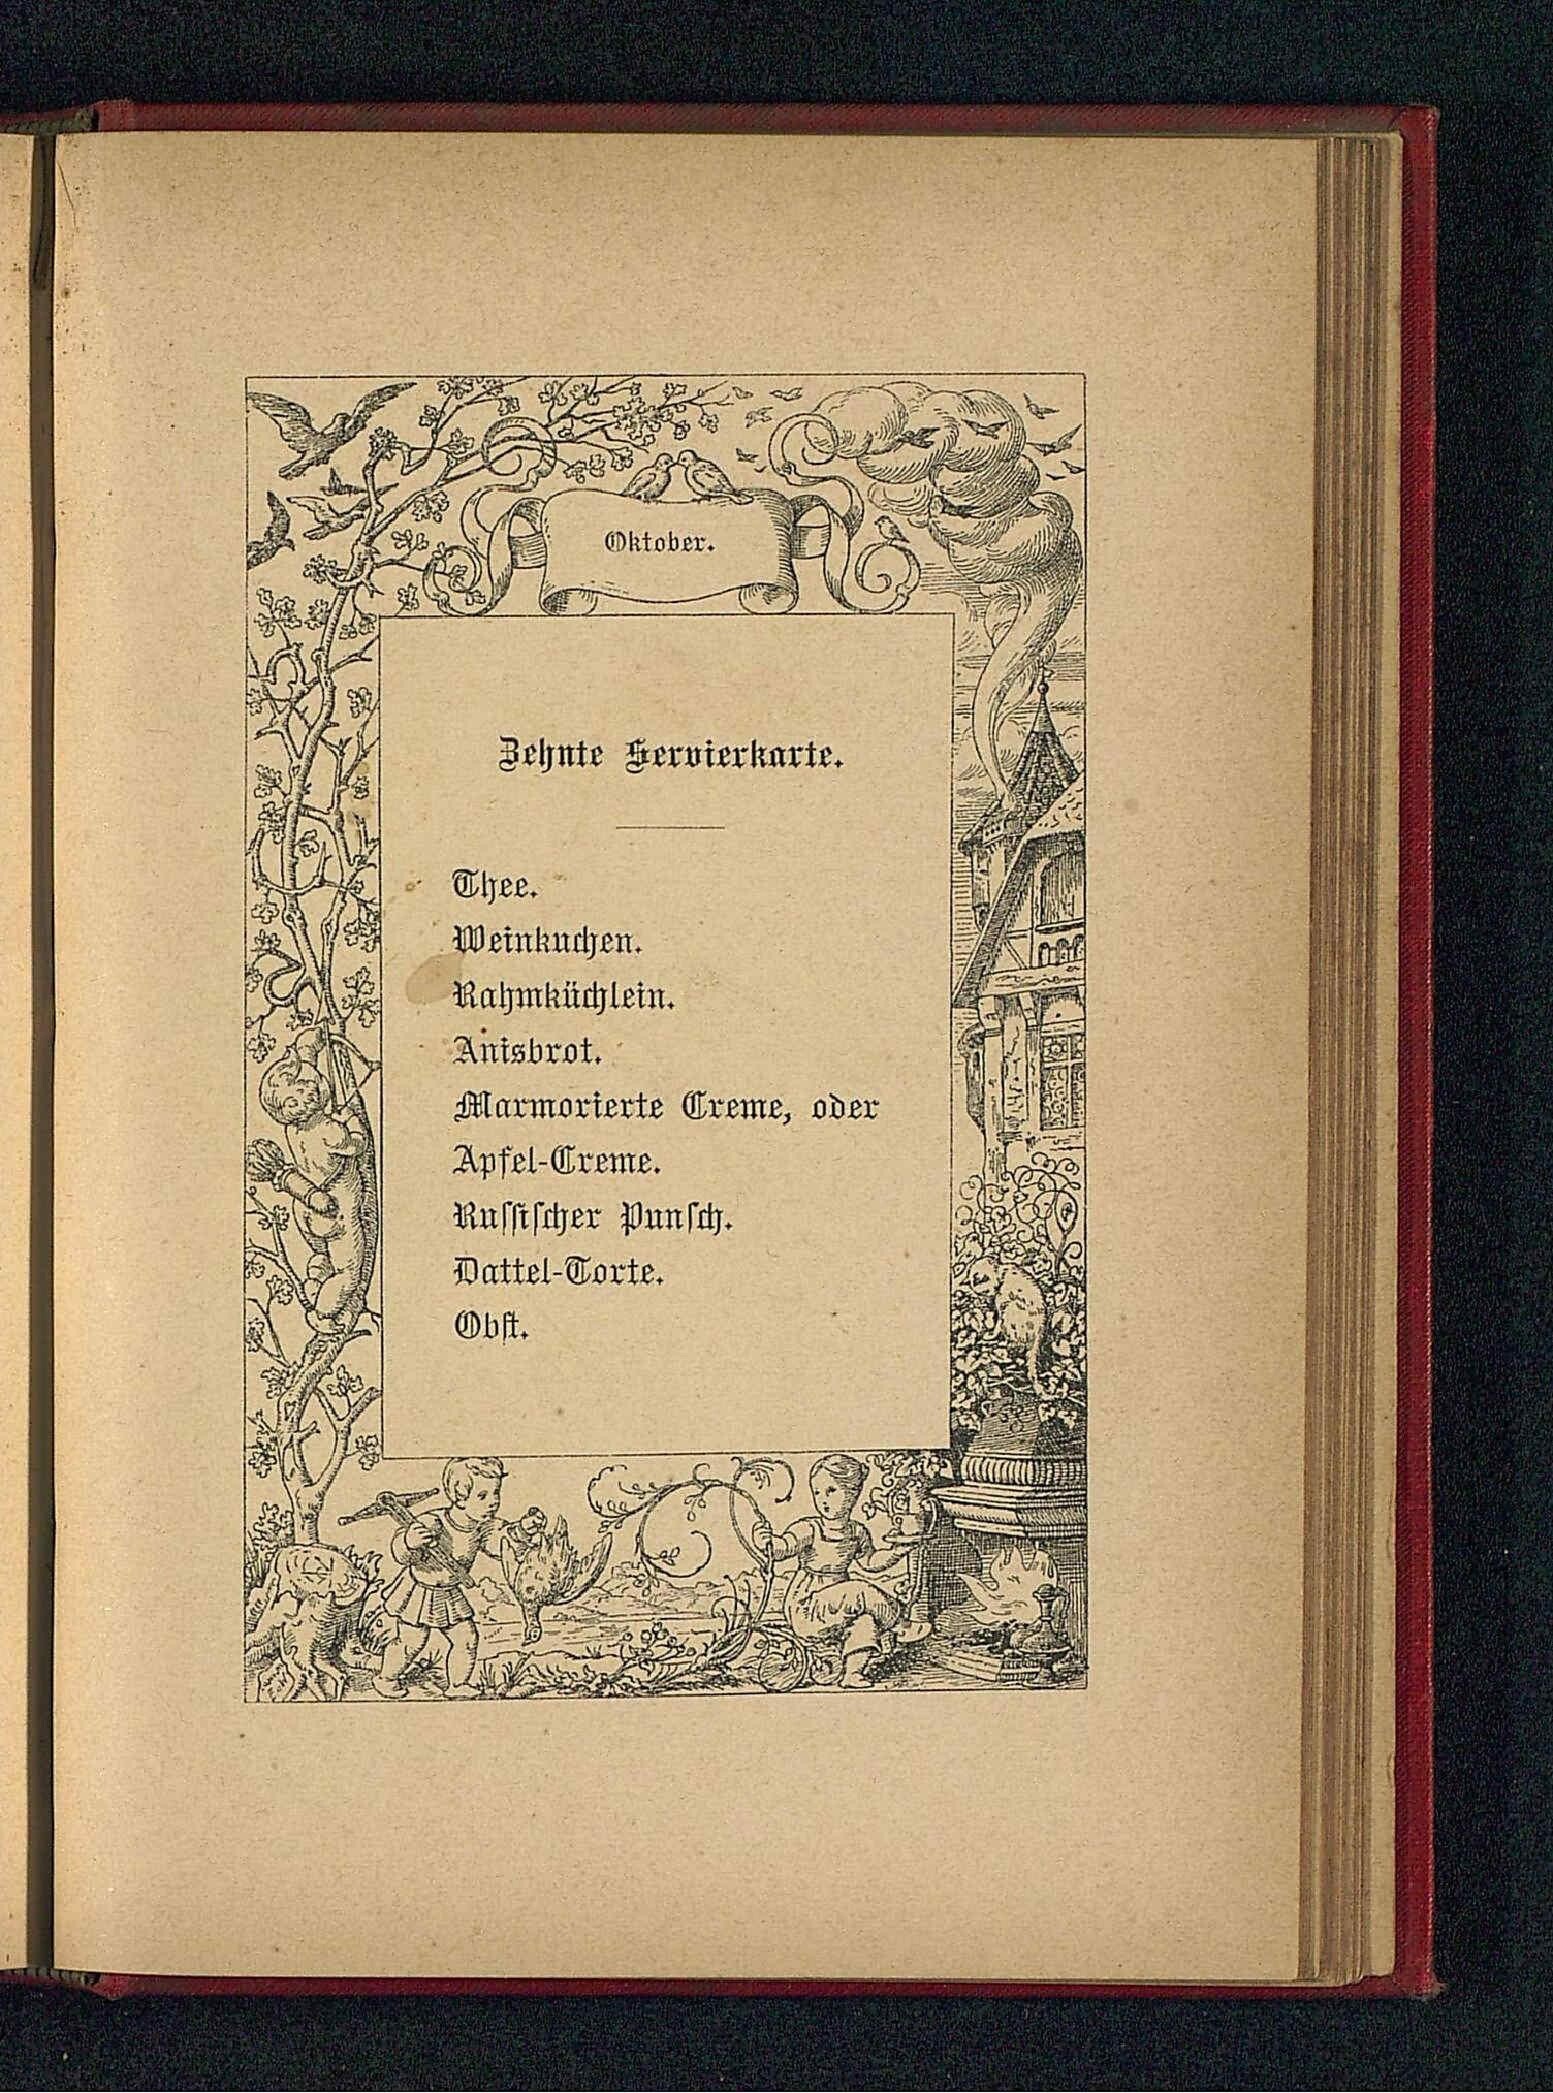 Oktober.
Zehnte Servierkarte.
Thee.
Weinkuchen.
Rahmküchlein.
Anisbrot.
Marmorierte Creme, oder
Apfel-Creme.
Ruſſiſcher Punſch.
Dattel-Torte.
Obſt.